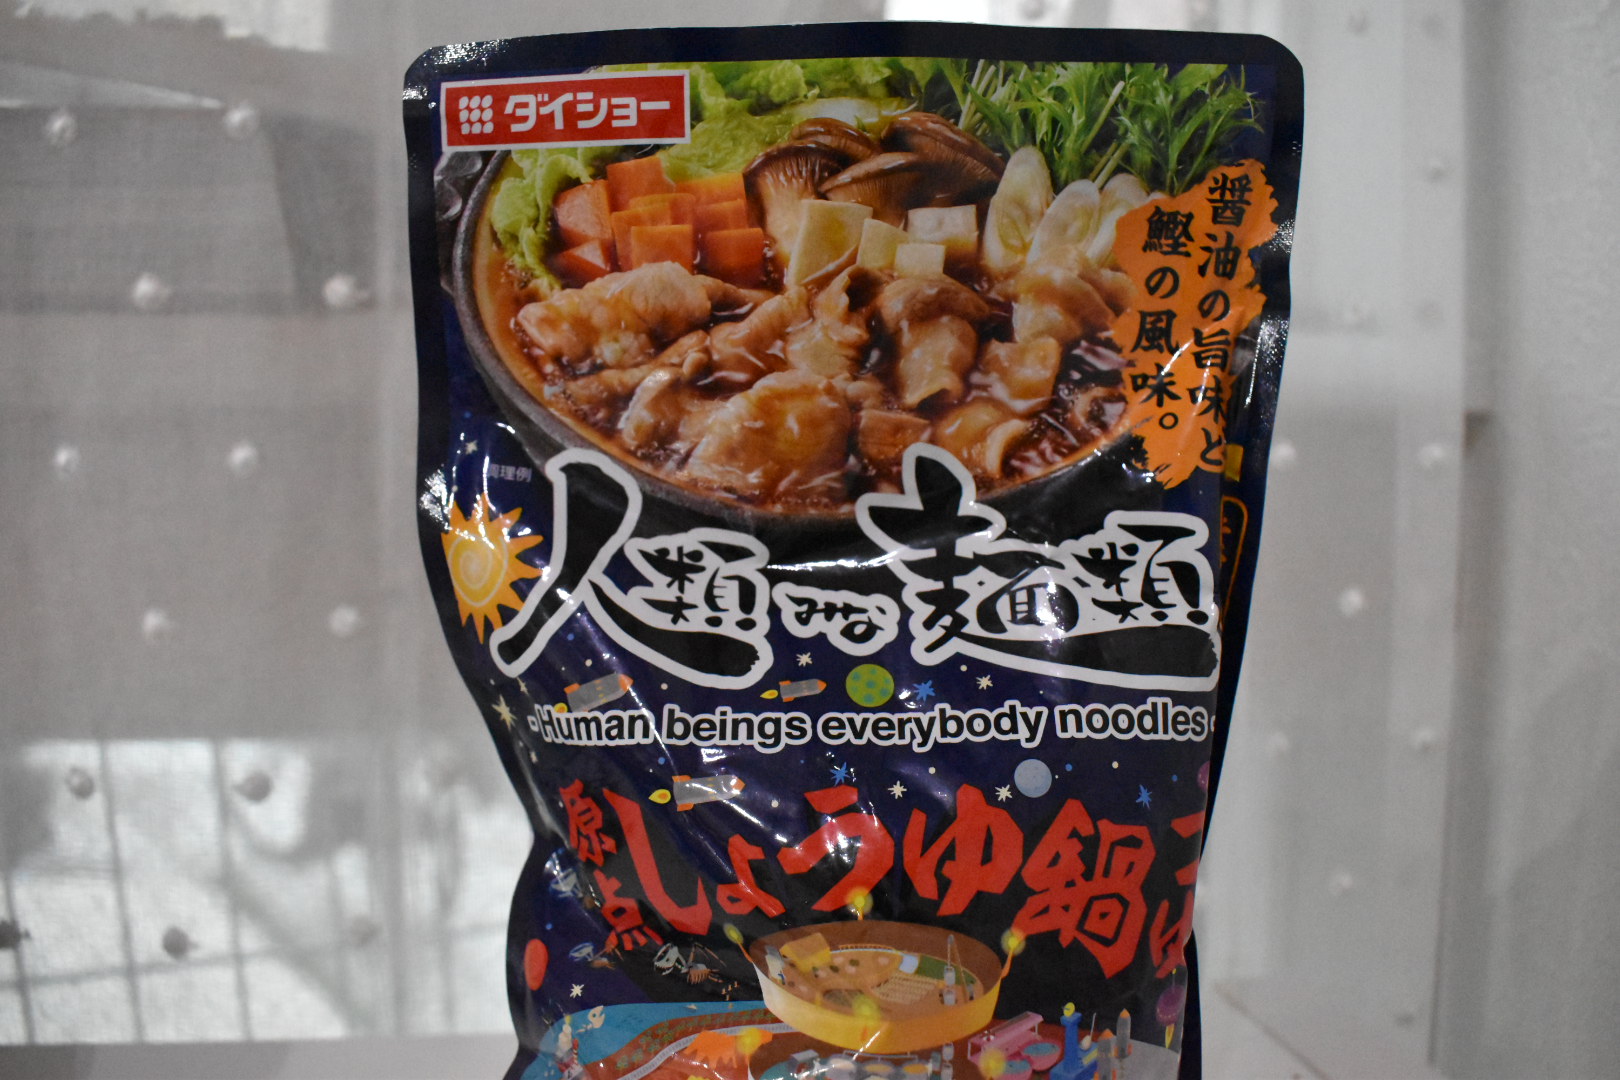 ダイショー
醤油の旨味と
鰹の風味。
調理例
人類みな麺類
Human beings everybody noodles
原点
しょうゆ鍋